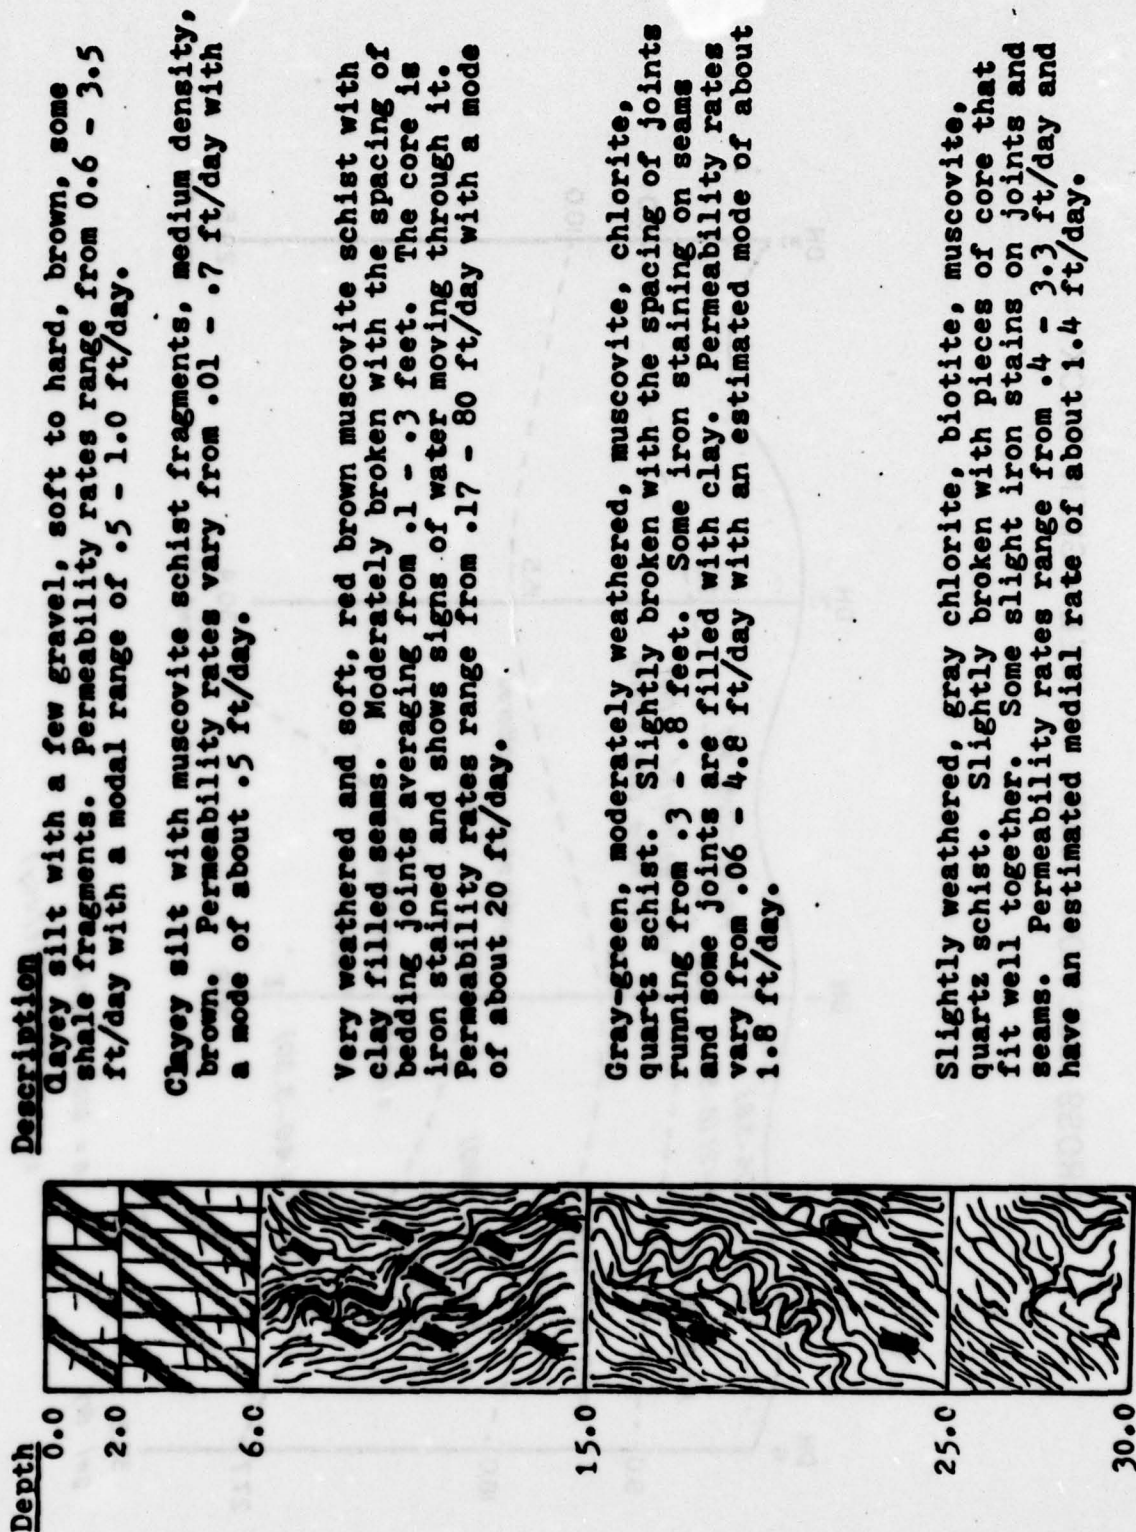 Depth
Description
0.0
Clayey silt with a few gravel, soft to hard, brown, some
shale fragments. Permeability rates range from 0.6 - 3.5
ft/day with a modal range of .5 - 1.0 ft/day.
2.0
Clayey silt with muscovite schist fragments, medium density,
brown. Permeability rates vary from .01 - .7 ft/day with
a mode of about .5 ft/day.
6.0
Very weathered and soft, red brown muscovite schist with
clay filled seams. Moderately broken with the spacing of
bedding joints averaging from .1 - .3 feet. The core is
iron stained and shows signs of water moving through it.
Permeability rates range from .17 - 80 ft/day with a mode
of about 20 ft/day.
15.0
Gray-green, moderately weathered, muscovite, chlorite,
quartz schist. Slightly broken with the spacing of joints
running from .3 - .8 feet. Some iron staining on seams
and some joints are filled with clay. Permeability rates
vary from .06 - 4.8 ft/day with an estimated mode of about
1.8 ft/day.
25.0
Slightly weathered, gray chlorite, biotite, muscovite,
quartz schist. Slightly broken with pieces of core that
fit well together. Some slight iron stains on joints and
seams. Permeability rates range from .4 - 3.3 ft/day and
have an estimated medial rate of about 1.4 ft/day.
30.0